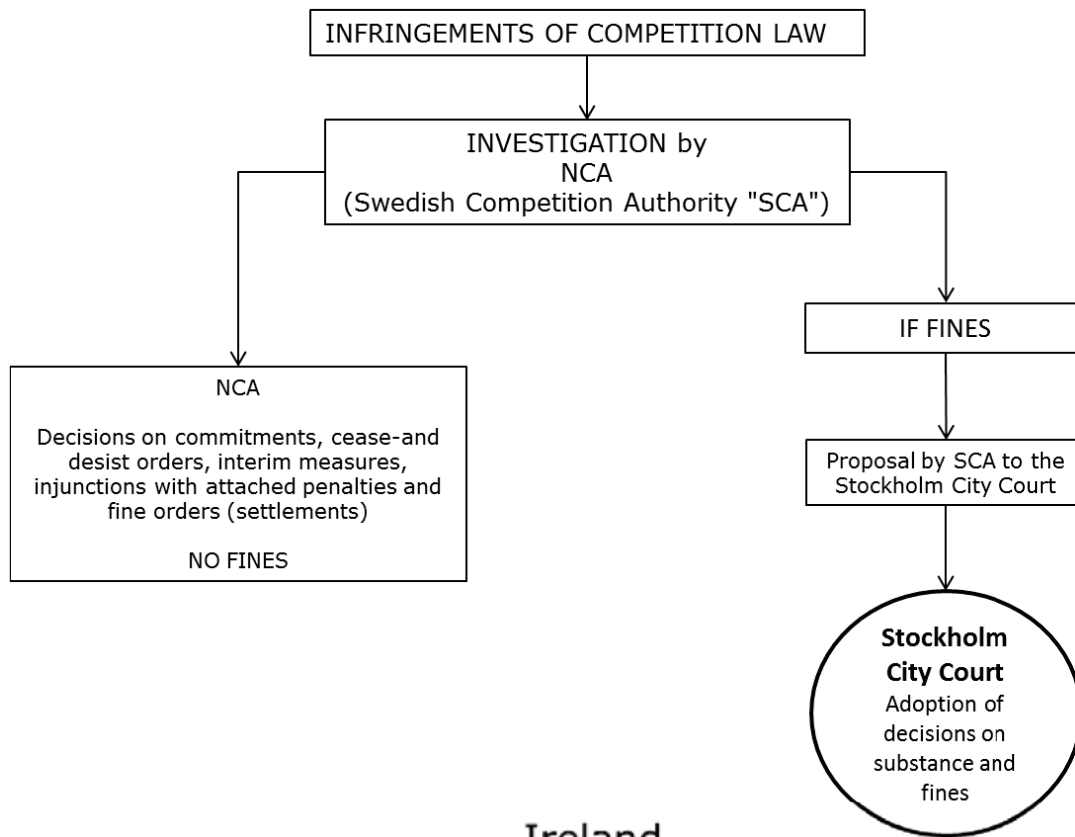 INFRINGEMENTS OF COMPETITION LAW
INVESTIGATION by
NCA
(Swedish Competition Authority "SCA")
NCA
Decisions on commitments, cease-and
desist orders, interim measures,
injunctions with attached penalties and
fine orders (settlements)
NO FINES
IF FINES
Proposal by SCA to the
Stockholm City Court
Stockholm
City Court
Adoption of
decisions on
substance and
fines
Ireland